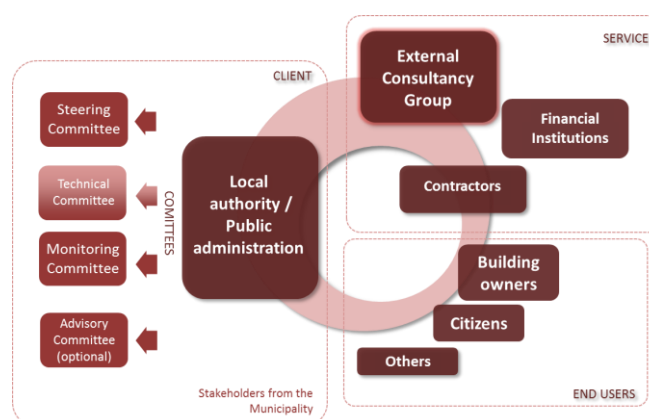 CLIENT
Steering
Committee
Technical
Committee
Monitoring
Committee
Advisory
Committee
(optional)
COMITTEES
Local
authority /
Public
administration
Stakeholders from the
Municipality
SERVICE
External
Consultancy
Group
Financial
Institutions
Contractors
Building
owners
Citizens
Others
END USERS